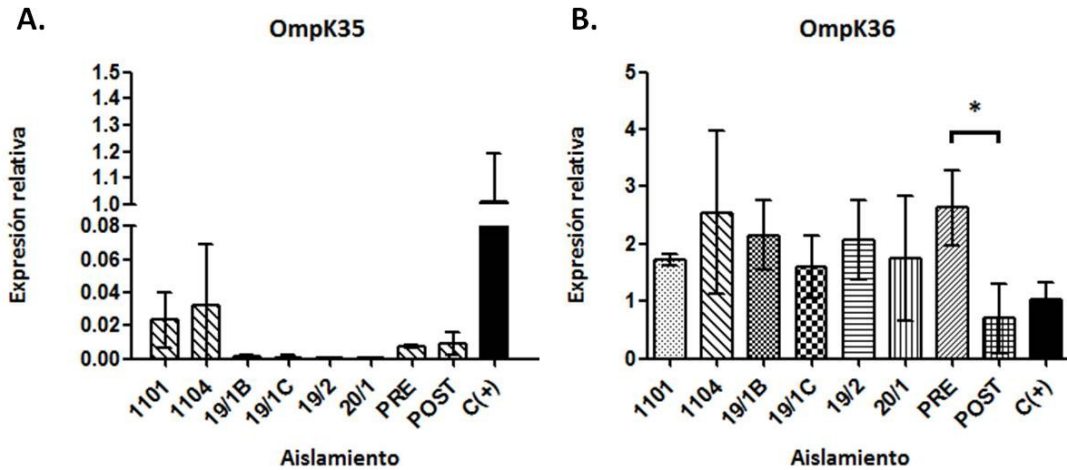 A.
OmpK35
Expresión relativa
1.5
1.4
1.3
1.2
1.1
1.0
0.08
0.06
0.04
0.02
0.00
1101
1104
19/1B
19/1C
19/2
20/1
PRE
POST
C(+)
Aislamiento
B.
OmpK36
Expresión relativa
5
4
3
2
1
0
*
1101
1104
19/1B
19/1C
19/2
20/1
PRE
POST
C(+)
Aislamiento